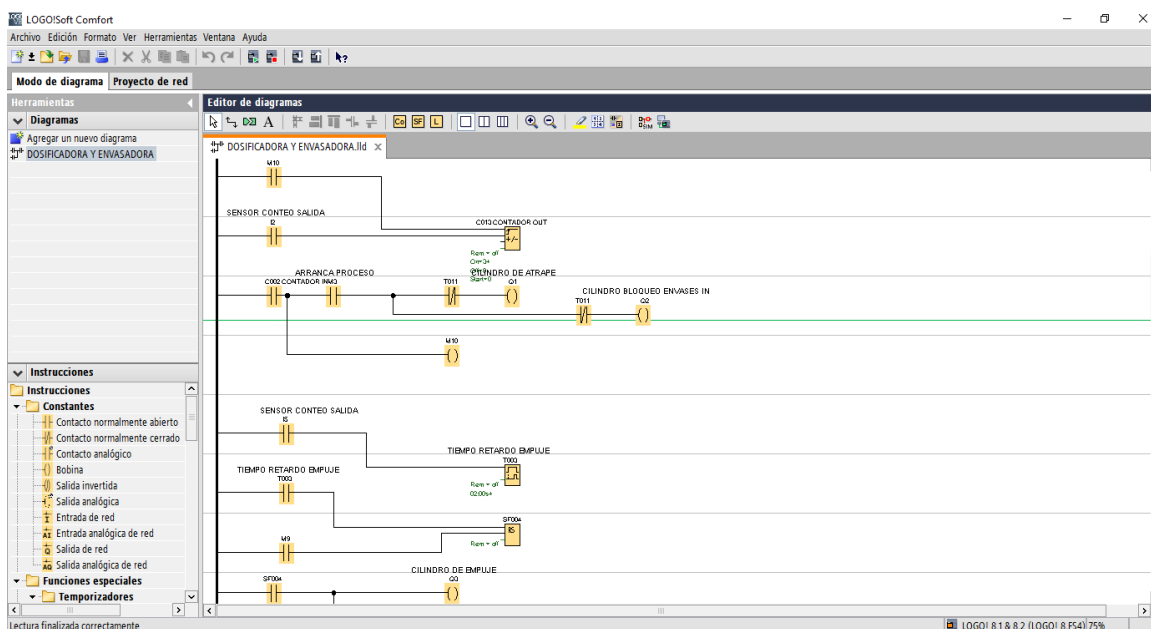 LOGO!Soft Comfort
Archivo Edición Formato Ver Herramientas Ventana Ayuda
Modo de diagrama Proyecto de red
Herramientas
Editor de diagramas
Diagramas
Agregar un nuevo diagrama
DOSIFICADORA Y ENVASADORA
DOSIFICADORA Y ENVASADORA.lld
Co SF L
M10
SENSOR CONTEO SALIDA
I2
C013 CONTADOR OUT
+/-
Rem = off
Start=0
ARRANCA PROCESO
CILINDRO DE ATRAPE
C002 CONTADOR IN
T011
Q1
CILINDRO BLOQUEO ENVASES IN
T011
Q2
M10
SENSOR CONTEO SALIDA
I5
TIEMPO RETARDO EMPUJE
T003
Rem = off
02:00s+
TIEMPO RETARDO EMPUJE
T003
SF004
RS
Rem = off
M9
CILINDRO DE EMPUJE
SF004
Instrucciones
Instrucciones
Constantes
Contacto normalmente abierto
Contacto normalmente cerrado
Contacto analógico
Bobina
Salida invertida
Salida analógica
Entrada de red
Entrada analógica de red
Salida de red
Salida analógica de red
Funciones especiales
Temporizadores
Lectura finalizada correctamente
LOGO! 8.1 & 8.2 (LOGO! 8.FS4) 75%